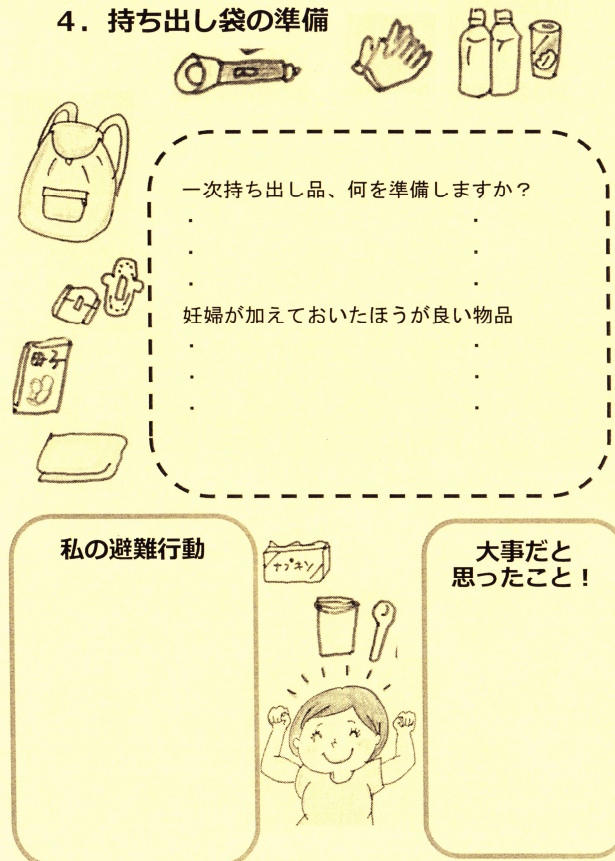 4．持ち出し袋の準備
一次持ち出し品、何を準備しますか？
・ ・
・ ・
・ ・
妊婦が加えておいたほうが良い物品
・ ・
・ ・
・ ・
母子
私の避難行動
ナプキン
大事だと
思ったこと！